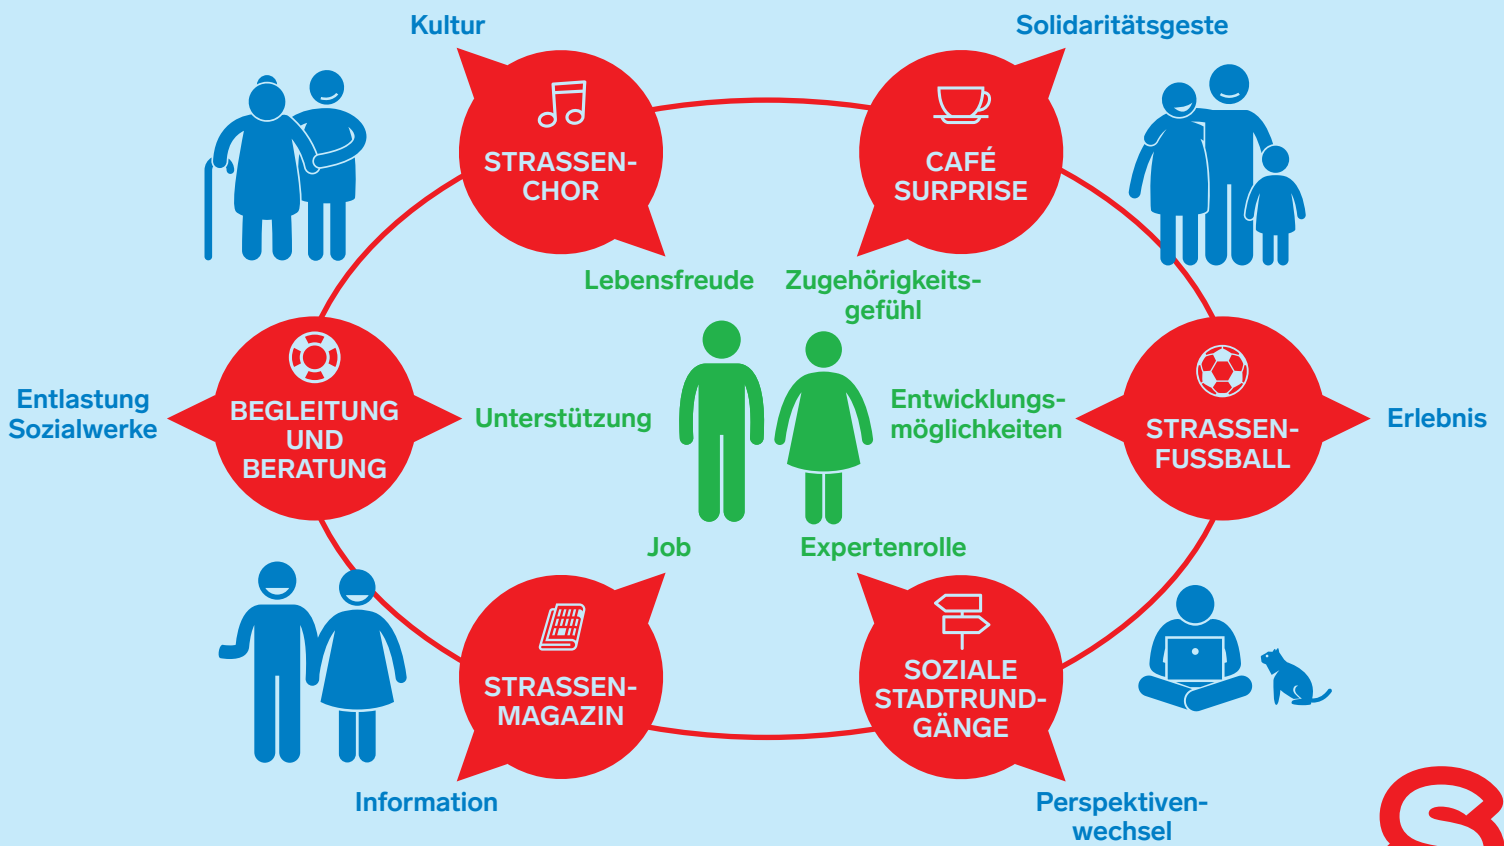 Kultur
Solidaritätsgeste
STRASSEN-
CHOR
CAFÉ
SURPRISE
Lebensfreude
Zugehörigkeits-
gefühl
Entlastung
Sozialwerke
BEGLEITUNG
UND
BERATUNG
Unterstützung
Entwicklungs-
möglichkeiten
STRASSEN-
FUSSBALL
Erlebnis
Job
Expertenrolle
STRASSEN-
MAGAZIN
SOZIALE
STADTRUND-
GÄNGE
Information
Perspektiven-
wechsel